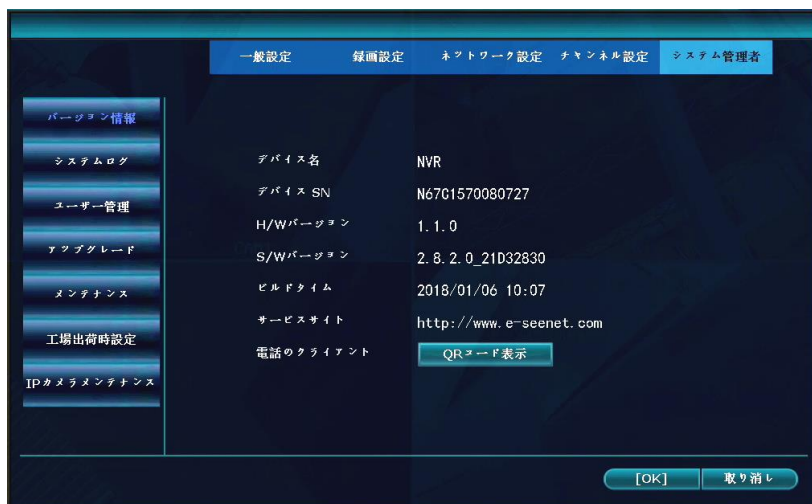 一般設定 録画設定 ネットワーク設定 チャンネル設定 システム管理者
バージョン情報
システムログ
ユーザー管理
アップグレード
メンテナンス
工場出荷時設定
IPカメラメンテナンス
デバイス名 NVR
デバイス SN N67G1570080727
H/Wバージョン 1.1.0
S/Wバージョン 2.8.2.0_21D32830
ビルドタイム 2018/01/06 10:07
サービスサイト http://www.e-seenet.com
電話のクライアント QRコード表示
[OK] 取り消し